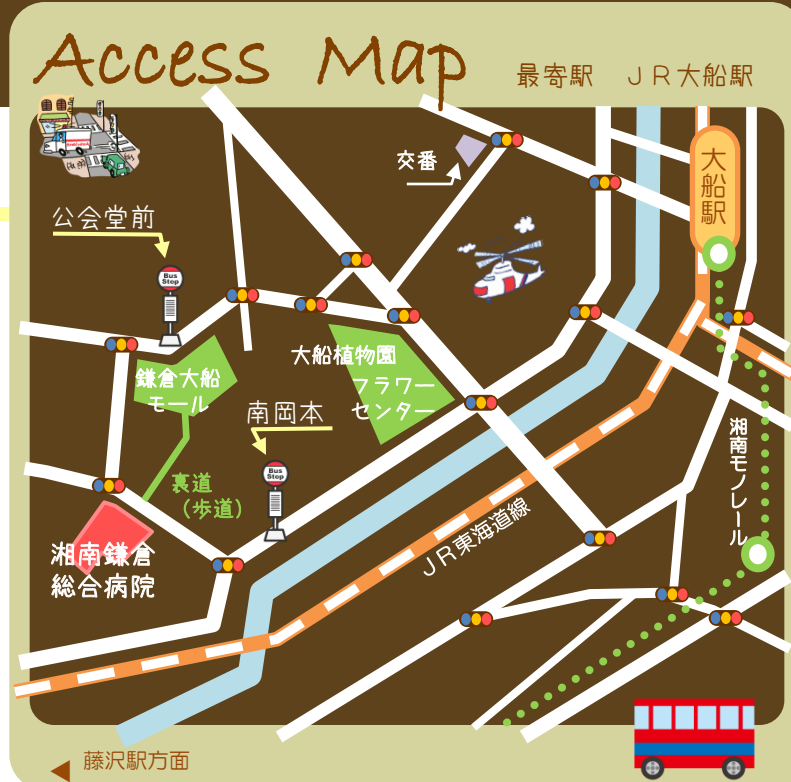 Access Map
最寄駅 JR大船駅
大船駅
交番
公会堂前
Bus
Stop
大船植物園
フラワー
センター
鎌倉大船
モール
南岡本
Bus
Stop
湘南モノレール
裏道
(歩道)
JR東海道線
湘南鎌倉
総合病院
藤沢駅方面